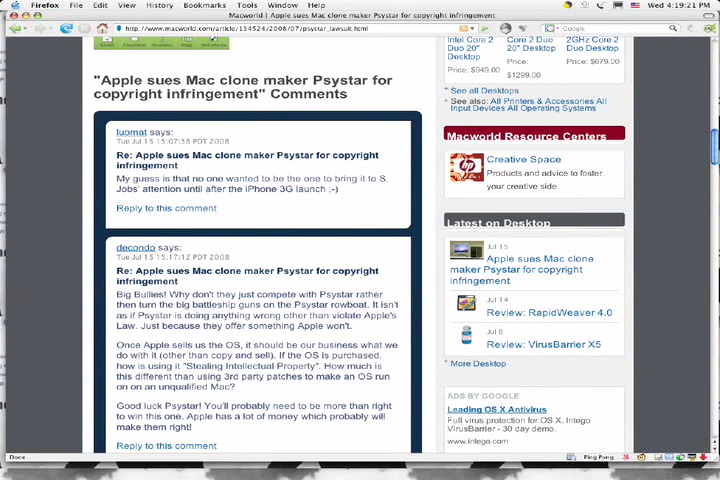 Firefox File Edit View History Bookmarks Tools Window Help
Wed 4:19:21 PM
Macworld | Apple sues Mac clone maker Psystar for copyright infringement
http://www.macworld.com/article/134524/2008/07/psystar_lawsuit.html
Google
"Apple sues Mac clone maker Psystar for
copyright infringement" Comments
luomat says:
Tue Jul 15 15:07:38 PDT 2008
Re: Apple sues Mac clone maker Psystar for copyright
infringement
My guess is that no one wanted to be the one to bring it to S.
Jobs' attention until after the iPhone 3G launch ;-)
Reply to this comment
decondo says:
Tue Jul 15 15:17:12 PDT 2008
Re: Apple sues Mac clone maker Psystar for copyright
infringement
Big Bullies! Why don't they just compete with Psystar rather
then turn the big battleship guns on the Psystar rowboat. It isn't
as if Psystar is doing anything wrong other than violate Apple's
Law. Just because they offer something Apple won't.
Once Apple sells us the OS, it should be our business what we
do with it (other than copy and sell). If the OS is purchased,
how is using it "Stealing Intellectual Property". How much is
this different than using 3rd party patches to make an OS run
on on an unqualified Mac?
Good luck Psystar! You'll probably need to be more than right
to win this one. Apple has a lot of money which probably will
make them right!
Reply to this comment
Intel Core 2
Duo 20"
Desktop
Price: $949.00
Core 2 Duo
20" Desktop
Price:
$1299.00
2GHz Core 2
Duo Desktop
Price: $679.00
* See all Desktops
* See also: All Printers & Accessories All
Input Devices All Operating Systems
Macworld Resource Centers
Creative Space
Products and advice to foster
your creative side.
Latest on Desktop
Jul 15
Apple sues Mac clone
maker Psystar for copyright
infringement
Jul 14
Review: RapidWeaver 4.0
Jul 8
Review: VirusBarrier X5
* More Desktop
ADS BY GOOGLE
Leading OS X Antivirus
Full virus protection for OS X. Intego
VirusBarrier - 30 day demo.
www.intego.com
Done
Ping Pong